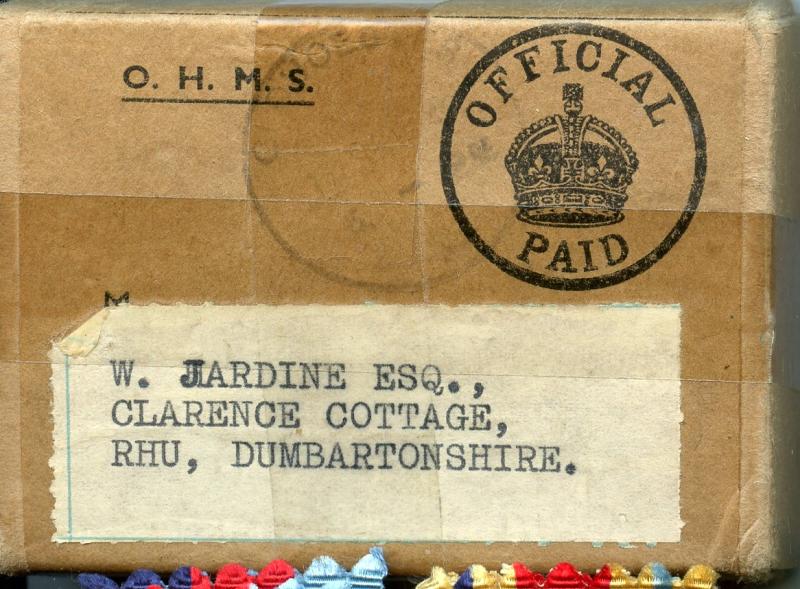 O. H. M. S.
OFFICIAL
PAID
M
W. JARDINE ESQ.,
CLARENCE COTTAGE,
RHU, DUMBARTONSHIRE.